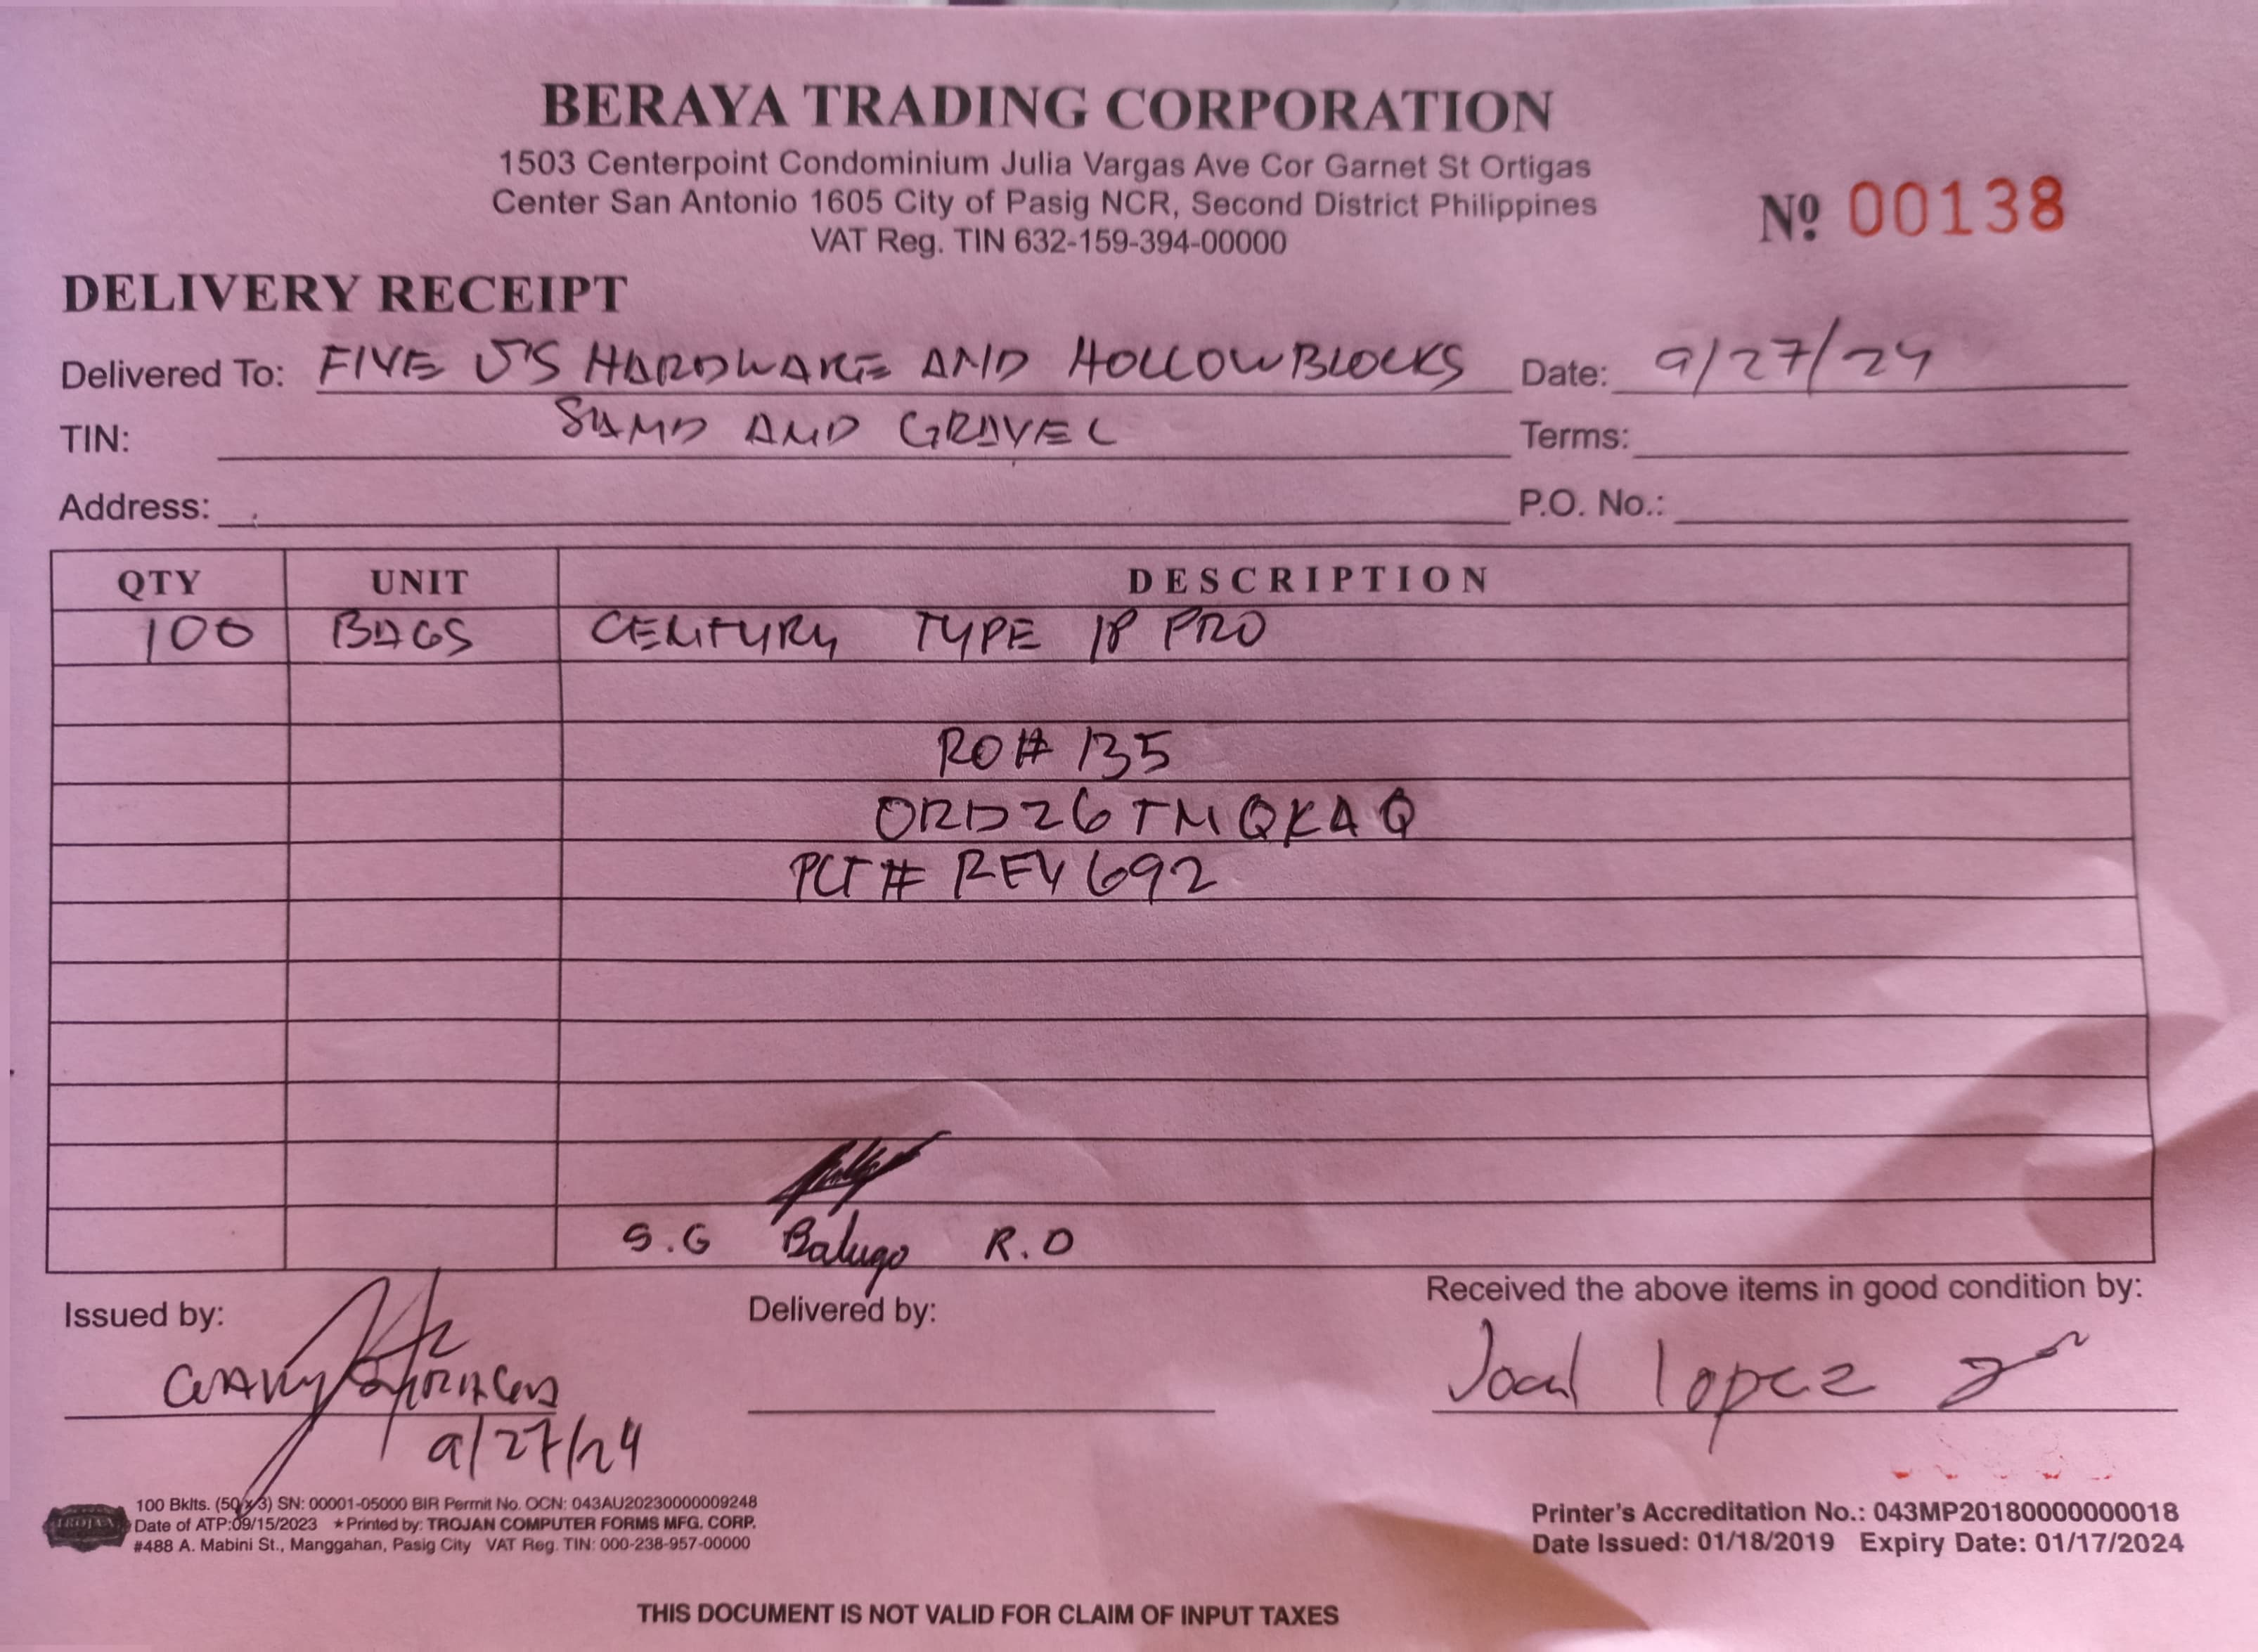 BERAYA TRADING CORPORATION
1503 Centerpoint Condominium Julia Vargas Ave Cor Garnet St Ortigas
Center San Antonio 1605 City of Pasig NCR, Second District Philippines
VAT Reg. TIN 632-159-394-00000
Nº 00138
DELIVERY RECEIPT
Delivered To: FIVE J'S HARDWARE AND HOLLOWBLOCKS Date: 9/27/24
SAND AND GRAVEL
TIN: Terms:
Address: P.O. No.:
QTY UNIT DESCRIPTION
100 BAGS CENTURY TYPE 1P PRO
RO# 135
ORD26TMQKAQ
PLT# REY692
S.G Balugo R.O
Issued by: Delivered by: Received the above items in good condition by:
Lopez
9/27/24
100 Bklts. (50 x 3) SN: 00001-05000 BIR Permit No. OCN: 043AU20230000009248
Date of ATP:09/15/2023 ★Printed by: TROJAN COMPUTER FORMS MFG. CORP.
#488 A. Mabini St., Manggahan, Pasig City VAT Reg. TIN: 000-238-957-00000
TROJAN
Printer's Accreditation No.: 043MP20180000000018
Date Issued: 01/18/2019 Expiry Date: 01/17/2024
THIS DOCUMENT IS NOT VALID FOR CLAIM OF INPUT TAXES